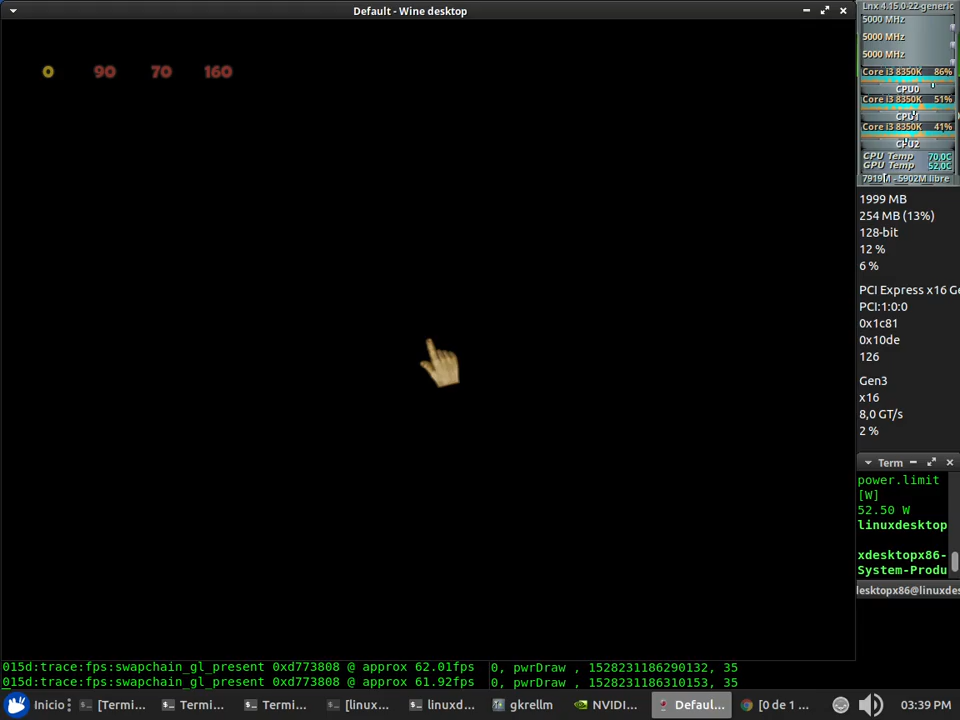 Default - Wine desktop
0 90 70 160
Lnx 4.15.0-22-generic
5000 MHz
5000 MHz
5000 MHz
Core i3 8350K 86%
CPU0
Core i3 8350K 51%
CPU1
Core i3 8350K 41%
CPU2
CPU Temp 70,0C
GPU Temp 52,0C
7919M - 5902M libre
1999 MB
254 MB (13%)
128-bit
12 %
6 %
PCI Express x16 Ge
PCI:1:0:0
0x1c81
0x10de
126
Gen3
x16
8,0 GT/s
2 %
Term
power.limit
[W]
52.50 W
linuxdesktop
xdesktopx86-
System-Produ
desktopx86@linuxdes
015d:trace:fps:swapchain_gl_present 0xd773808 @ approx 62.01fps
015d:trace:fps:swapchain_gl_present 0xd773808 @ approx 61.92fps
0, pwrDraw , 1528231186290132, 35
0, pwrDraw , 1528231186310153, 35
Inicio [Termi... Termi... Termi... [linux... linuxd... gkrellm NVIDI... Defaul... [0 de 1 ... 03:39 PM